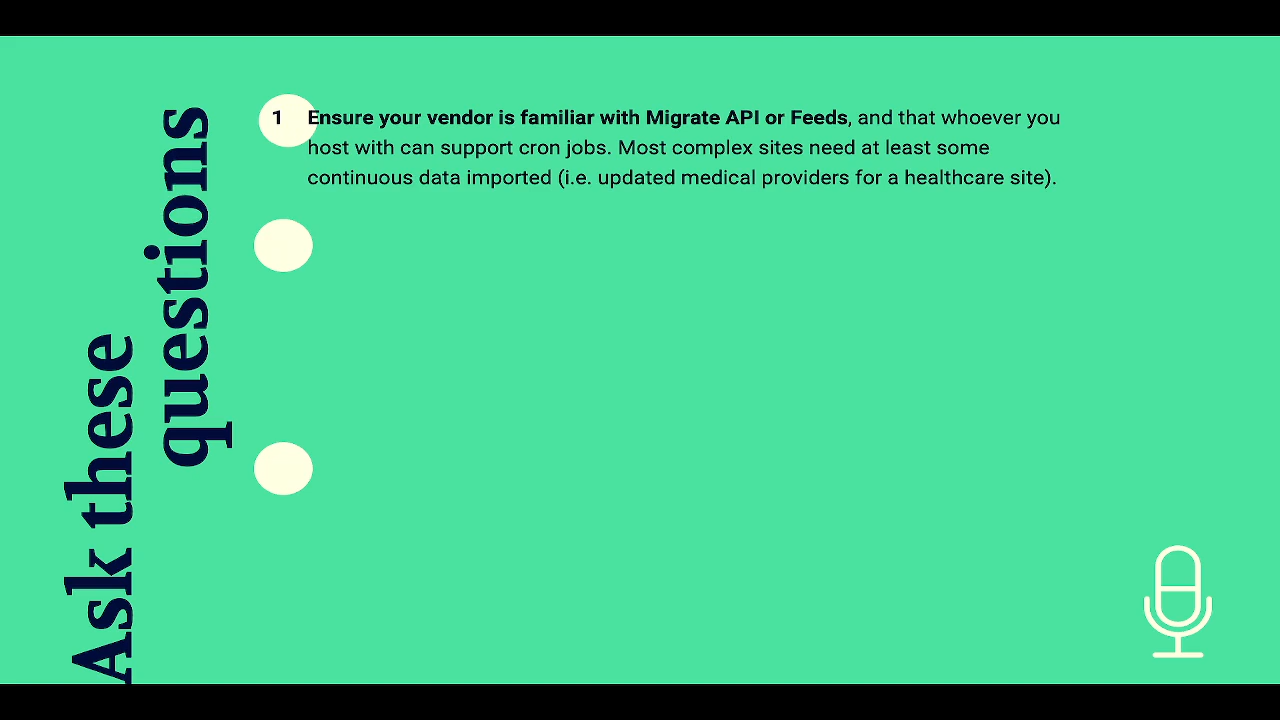 Ask these
questions
1 Ensure your vendor is familiar with Migrate API or Feeds, and that whoever you
host with can support cron jobs. Most complex sites need at least some
continuous data imported (i.e. updated medical providers for a healthcare site).